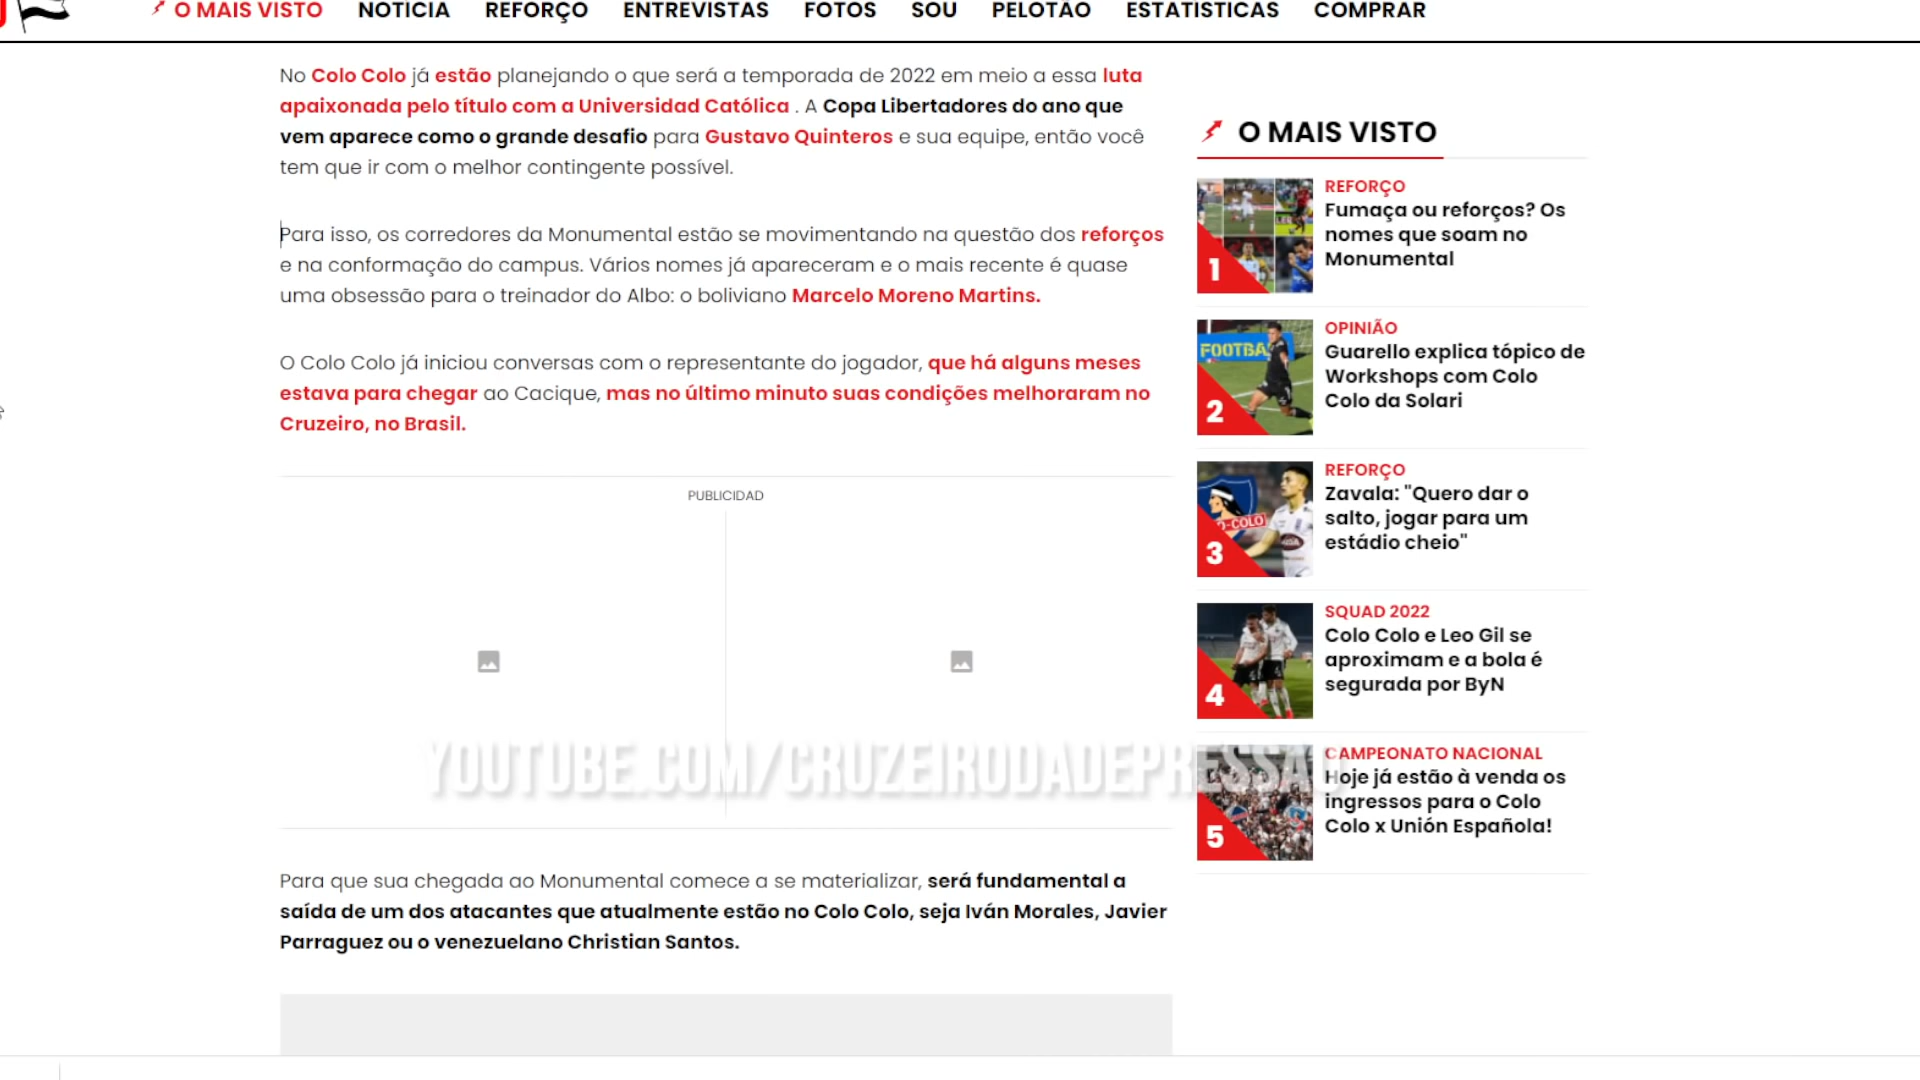 O MAIS VISTO NOTICIA REFORÇO ENTREVISTAS FOTOS SOU PELOTÃO ESTATISTICAS COMPRAR
No Colo Colo já estão planejando o que será a temporada de 2022 em meio a essa luta
apaixonada pelo título com a Universidad Católica . A Copa Libertadores do ano que
vem aparece como o grande desafio para Gustavo Quinteros e sua equipe, então você
tem que ir com o melhor contingente possível.
Para isso, os corredores da Monumental estão se movimentando na questão dos reforços
e na conformação do campus. Vários nomes já apareceram e o mais recente é quase
uma obsessão para o treinador do Albo: o boliviano Marcelo Moreno Martins.
O Colo Colo já iniciou conversas com o representante do jogador, que há alguns meses
estava para chegar ao Cacique, mas no último minuto suas condições melhoraram no
Cruzeiro, no Brasil.
PUBLICIDAD
YOUTUBE.COM/CRUZEIRODADEPRESSAO
Para que sua chegada ao Monumental comece a se materializar, será fundamental a
saída de um dos atacantes que atualmente estão no Colo Colo, seja Iván Morales, Javier
Parraguez ou o venezuelano Christian Santos.
O MAIS VISTO
1
REFORÇO
Fumaça ou reforços? Os
nomes que soam no
Monumental
FOOTBA
2
OPINIÃO
Guarello explica tópico de
Workshops com Colo
Colo da Solari
O-COLO
3
REFORÇO
Zavala: "Quero dar o
salto, jogar para um
estádio cheio"
4
SQUAD 2022
Colo Colo e Leo Gil se
aproximam e a bola é
segurada por ByN
5
CAMPEONATO NACIONAL
Hoje já estão à venda os
ingressos para o Colo
Colo x Unión Española!